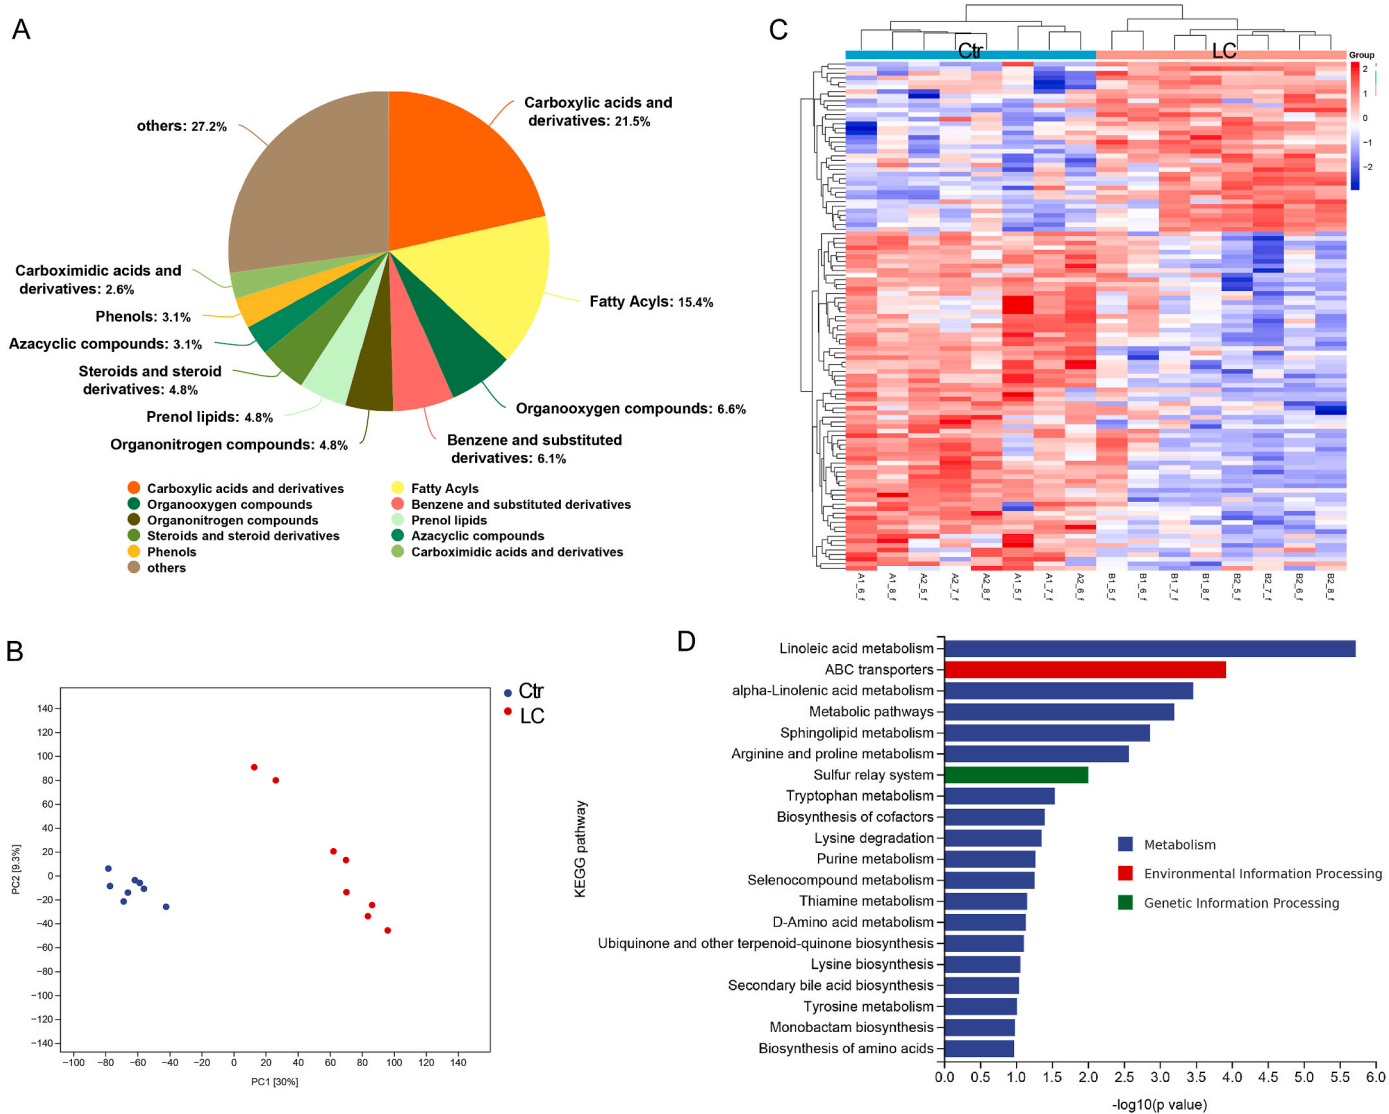 A
Carboxylic acids and
derivatives: 21.5%
others: 27.2%
Carboximidic acids and
derivatives: 2.6%
Fatty Acyls: 15.4%
Phenols: 3.1%
Azacyclic compounds: 3.1%
Steroids and steroid
derivatives: 4.8%
Prenol lipids: 4.8%
Organooxygen compounds: 6.6%
Organonitrogen compounds: 4.8%
Benzene and substituted
derivatives: 6.1%
Carboxylic acids and derivatives
Fatty Acyls
Organooxygen compounds
Benzene and substituted derivatives
Organonitrogen compounds
Prenol lipids
Steroids and steroid derivatives
Azacyclic compounds
Phenols
Carboximidic acids and derivatives
others
C
Ctr
LC
Group
2
1
0
−1
−2
A1_6_f
A1_8_f
A2_5_f
A2_7_f
A2_8_f
A1_5_f
A1_7_f
A2_6_f
B1_5_f
B1_6_f
B1_7_f
B1_8_f
B2_5_f
B2_7_f
B2_6_f
B2_8_f
B
Ctr
LC
PC2 [9.3%]
140
120
100
80
60
40
20
0
−20
−40
−60
−80
−100
−120
−140
−100
−80
−60
−40
−20
0
20
40
60
80
100
120
140
PC1 [30%]
D
KEGG pathway
Linoleic acid metabolism
ABC transporters
alpha-Linolenic acid metabolism
Metabolic pathways
Sphingolipid metabolism
Arginine and proline metabolism
Sulfur relay system
Tryptophan metabolism
Biosynthesis of cofactors
Lysine degradation
Purine metabolism
Selenocompound metabolism
Thiamine metabolism
D-Amino acid metabolism
Ubiquinone and other terpenoid-quinone biosynthesis
Lysine biosynthesis
Secondary bile acid biosynthesis
Tyrosine metabolism
Monobactam biosynthesis
Biosynthesis of amino acids
Metabolism
Environmental Information Processing
Genetic Information Processing
0.0
0.5
1.0
1.5
2.0
2.5
3.0
3.5
4.0
4.5
5.0
5.5
6.0
-log10(p value)